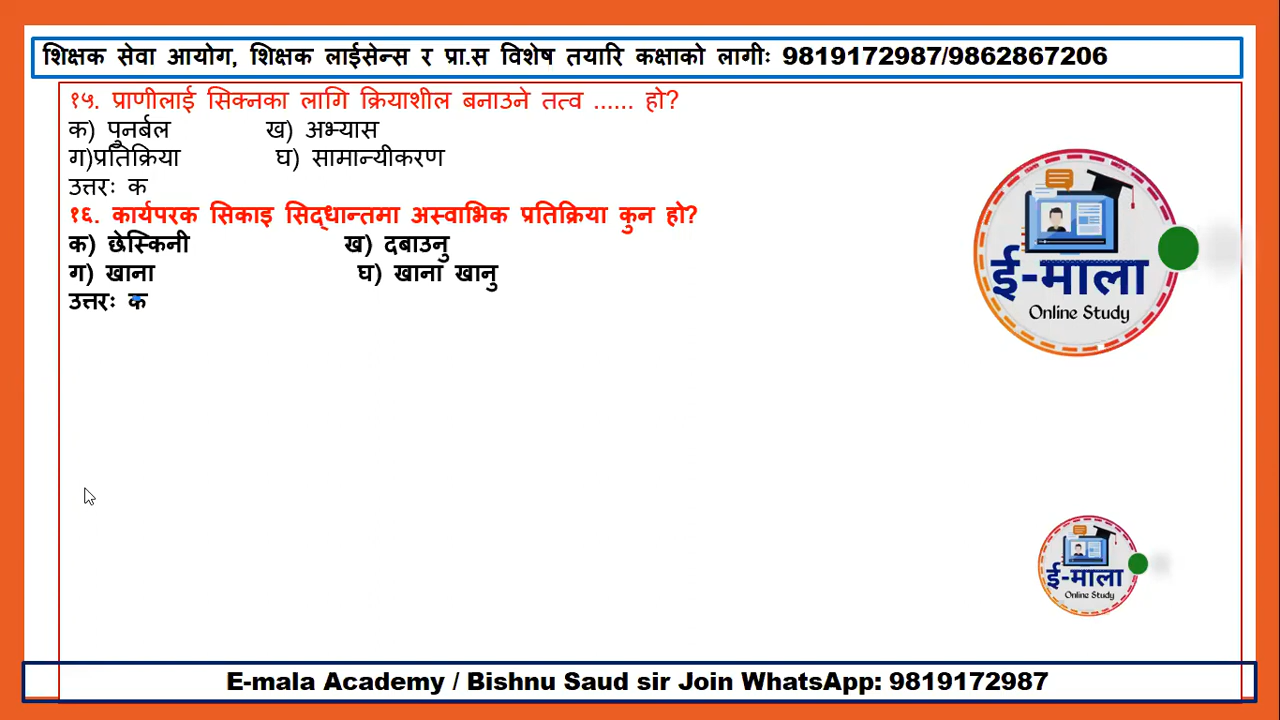 शिक्षक सेवा आयोग, शिक्षक लाईसेन्स र प्रा.स विशेष तयारि कक्षाको लागीः 9819172987/9862867206
१५. प्राणीलाई सिक्नका लागि क्रियाशील बनाउने तत्व ...... हो?
क) पुनर्बल ख) अभ्यास
ग)प्रतिक्रिया घ) सामान्यीकरण
उत्तरः क
१६. कार्यपरक सिकाइ सिद्धान्तमा अस्वाभिक प्रतिक्रिया कुन हो?
क) छेस्किनी ख) दबाउनु
ग) खाना घ) खाना खानु
उत्तरः क
ई-माला
Online Study
ई-माला
Online Study
E-mala Academy / Bishnu Saud sir Join WhatsApp: 9819172987